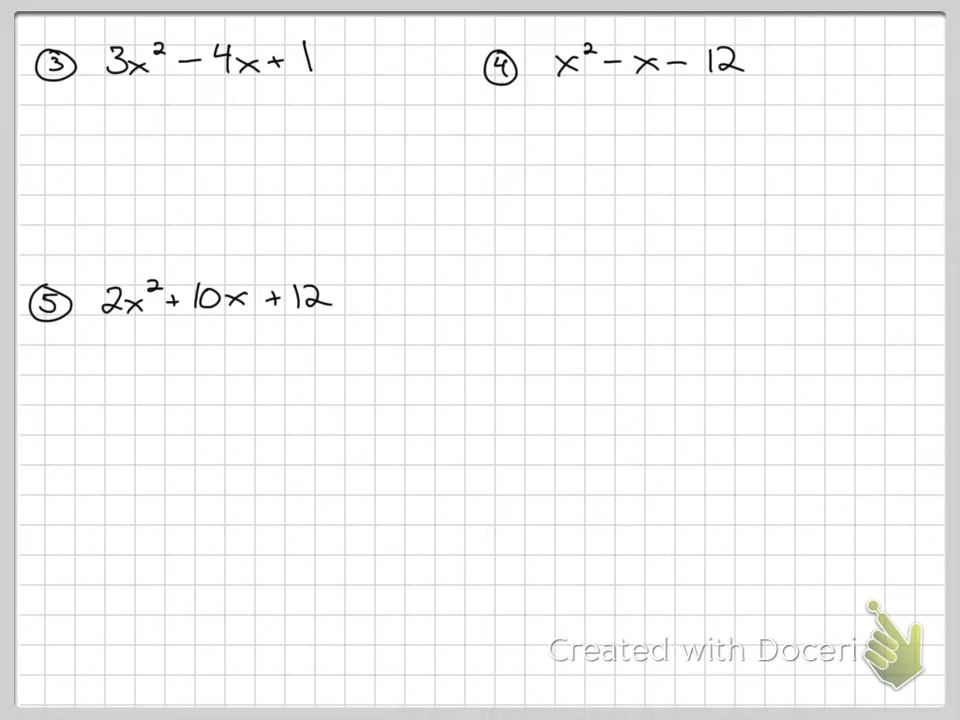 ③ 3x² - 4x + 1
④ x² - x - 12
⑤ 2x² + 10x + 12
Created with Doceri